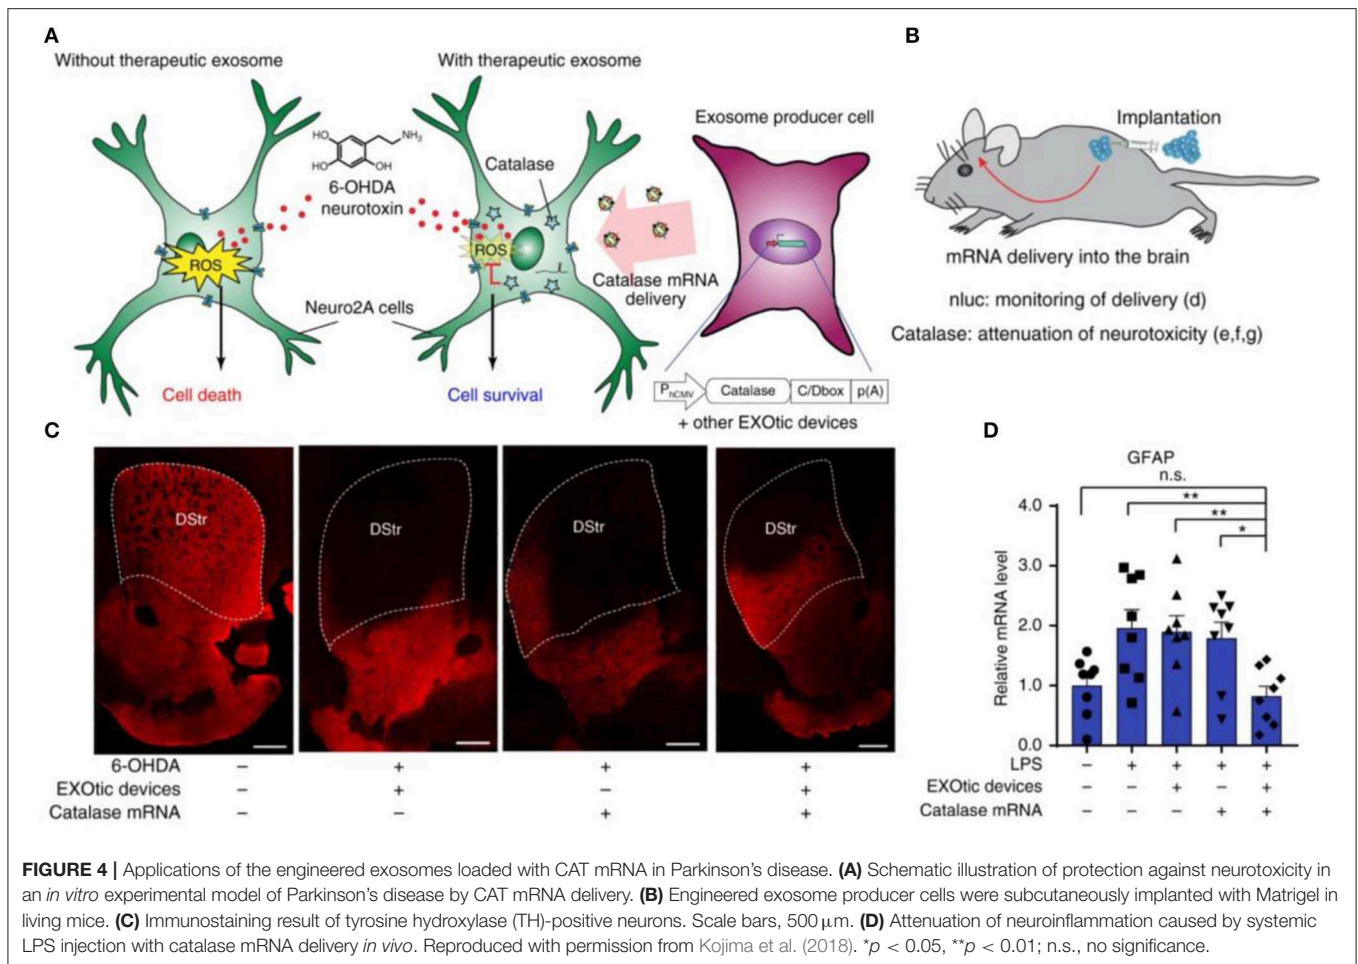 A
Without therapeutic exosome
With therapeutic exosome
HO
NH2
HO
OH
6-OHDA
neurotoxin
Catalase
ROS
ROS
Neuro2A cells
Cell death
Cell survival
Exosome producer cell
Catalase mRNA
delivery
PhCMV
Catalase
C/Dbox
p(A)
+ other EXOtic devices
B
Implantation
mRNA delivery into the brain
nluc: monitoring of delivery (d)
Catalase: attenuation of neurotoxicity (e,f,g)
C
DStr
DStr
DStr
DStr
6-OHDA − + + +
EXOtic devices − + − +
Catalase mRNA − − + +
D
GFAP
n.s.
**
**
*
Relative mRNA level
4.0
3.0
2.0
1.0
0.0
LPS − + + + +
EXOtic devices − − + − +
Catalase mRNA − − − + +
FIGURE 4 | Applications of the engineered exosomes loaded with CAT mRNA in Parkinson's disease. (A) Schematic illustration of protection against neurotoxicity in
an in vitro experimental model of Parkinson's disease by CAT mRNA delivery. (B) Engineered exosome producer cells were subcutaneously implanted with Matrigel in
living mice. (C) Immunostaining result of tyrosine hydroxylase (TH)-positive neurons. Scale bars, 500 μm. (D) Attenuation of neuroinflammation caused by systemic
LPS injection with catalase mRNA delivery in vivo. Reproduced with permission from Kojima et al. (2018). *p < 0.05, **p < 0.01; n.s., no significance.